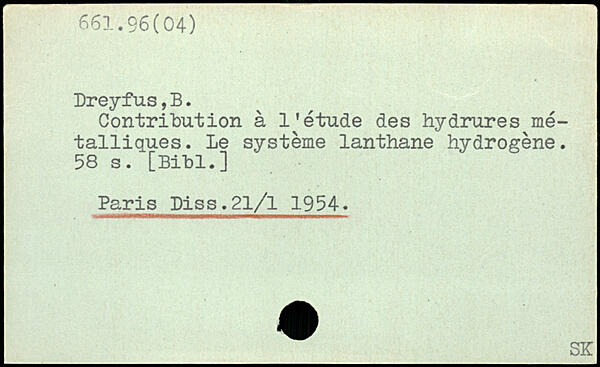 661.96(04)
Dreyfus,B.
Contribution à l'étude des hydrures mé-
talliques. Le système lanthane hydrogène.
58 s. [Bibl.]
Paris Diss.21/1 1954.
SK